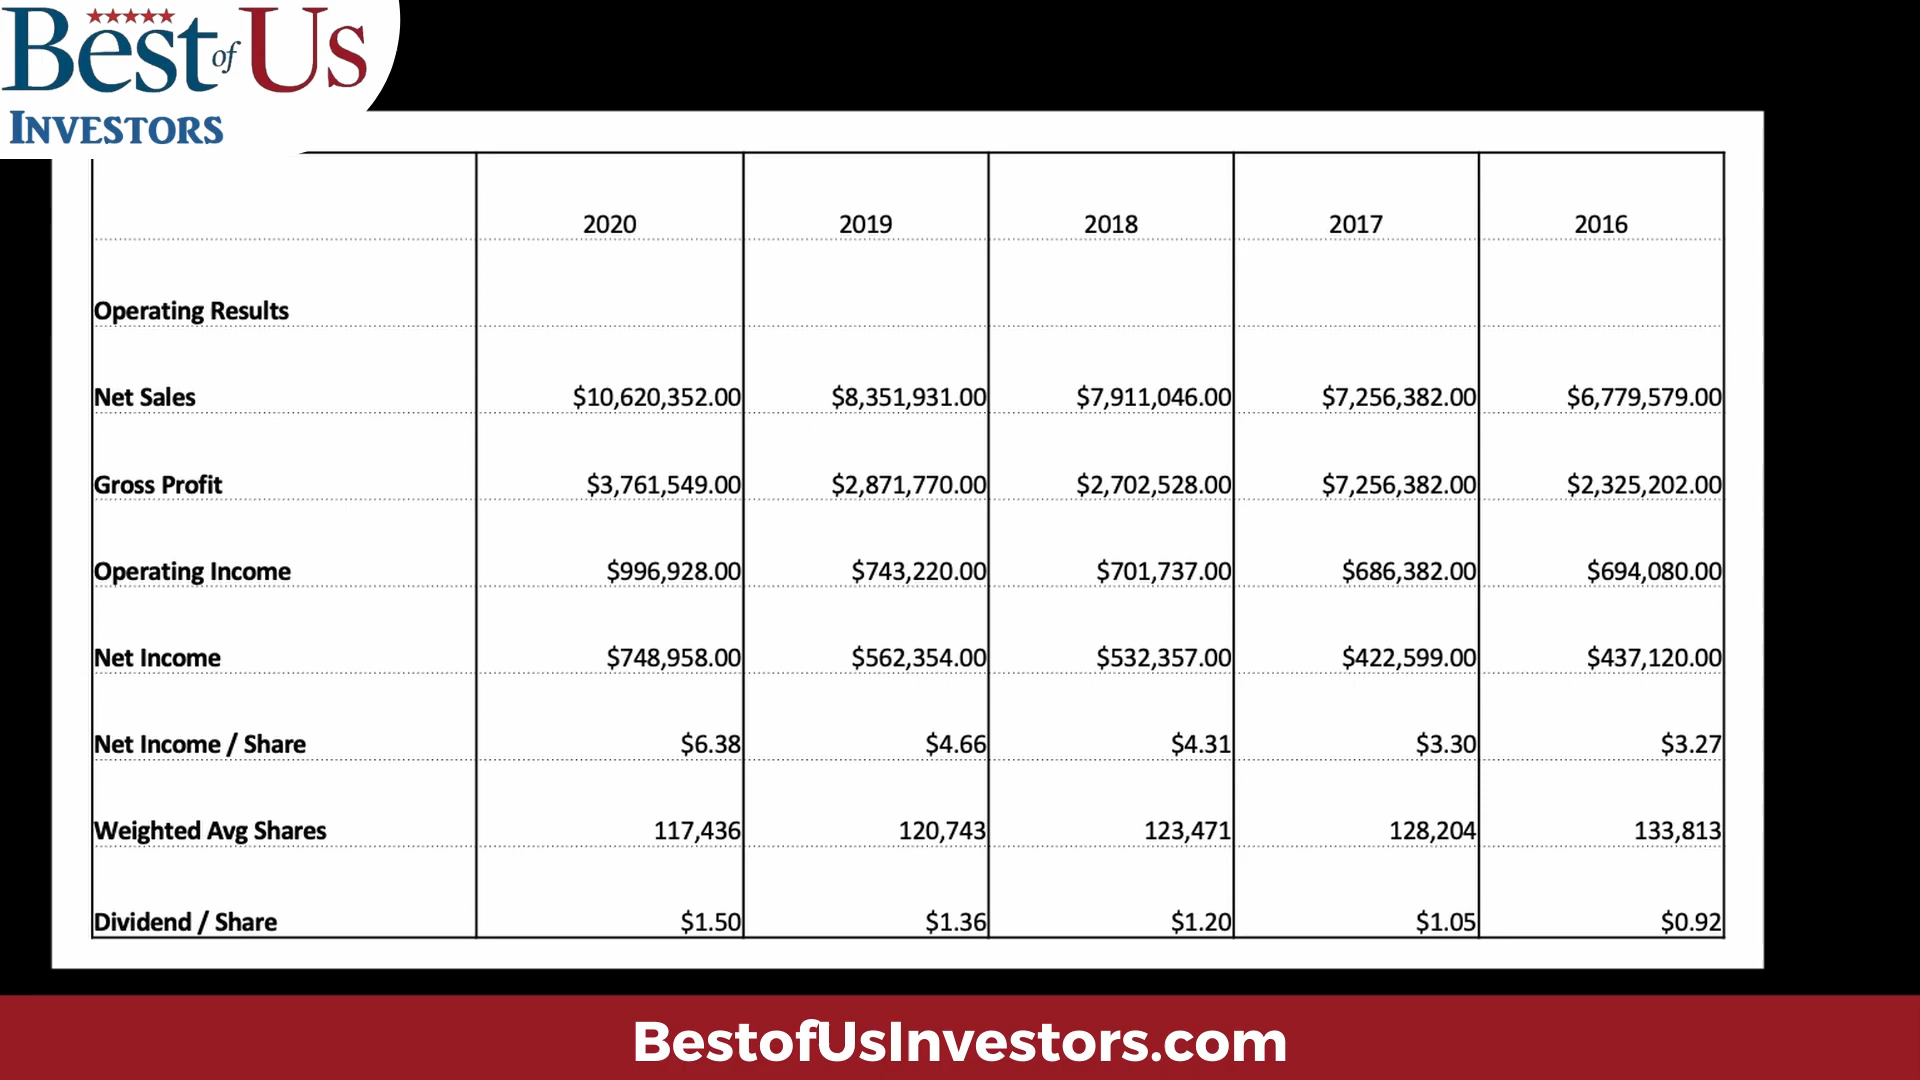 Best of Us
INVESTORS
2020 2019 2018 2017 2016
Operating Results
Net Sales $10,620,352.00 $8,351,931.00 $7,911,046.00 $7,256,382.00 $6,779,579.00
Gross Profit $3,761,549.00 $2,871,770.00 $2,702,528.00 $7,256,382.00 $2,325,202.00
Operating Income $996,928.00 $743,220.00 $701,737.00 $686,382.00 $694,080.00
Net Income $748,958.00 $562,354.00 $532,357.00 $422,599.00 $437,120.00
Net Income / Share $6.38 $4.66 $4.31 $3.30 $3.27
Weighted Avg Shares 117,436 120,743 123,471 128,204 133,813
Dividend / Share $1.50 $1.36 $1.20 $1.05 $0.92
BestofUsInvestors.com